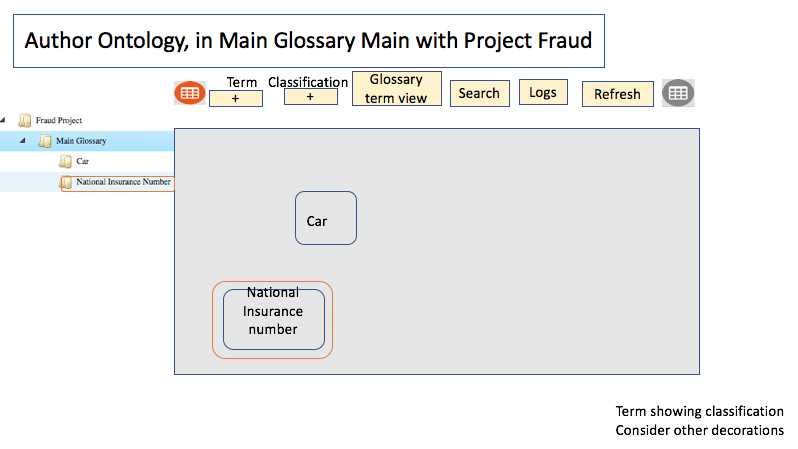 Author Ontology, in Main Glossary Main with Project Fraud
Term
Classification
+
+
Glossary
term view
Search
Logs
Refresh
Fraud Project
Main Glossary
Car
National Insurance Number
Car
National
Insurance
number
Term showing classification
Consider other decorations